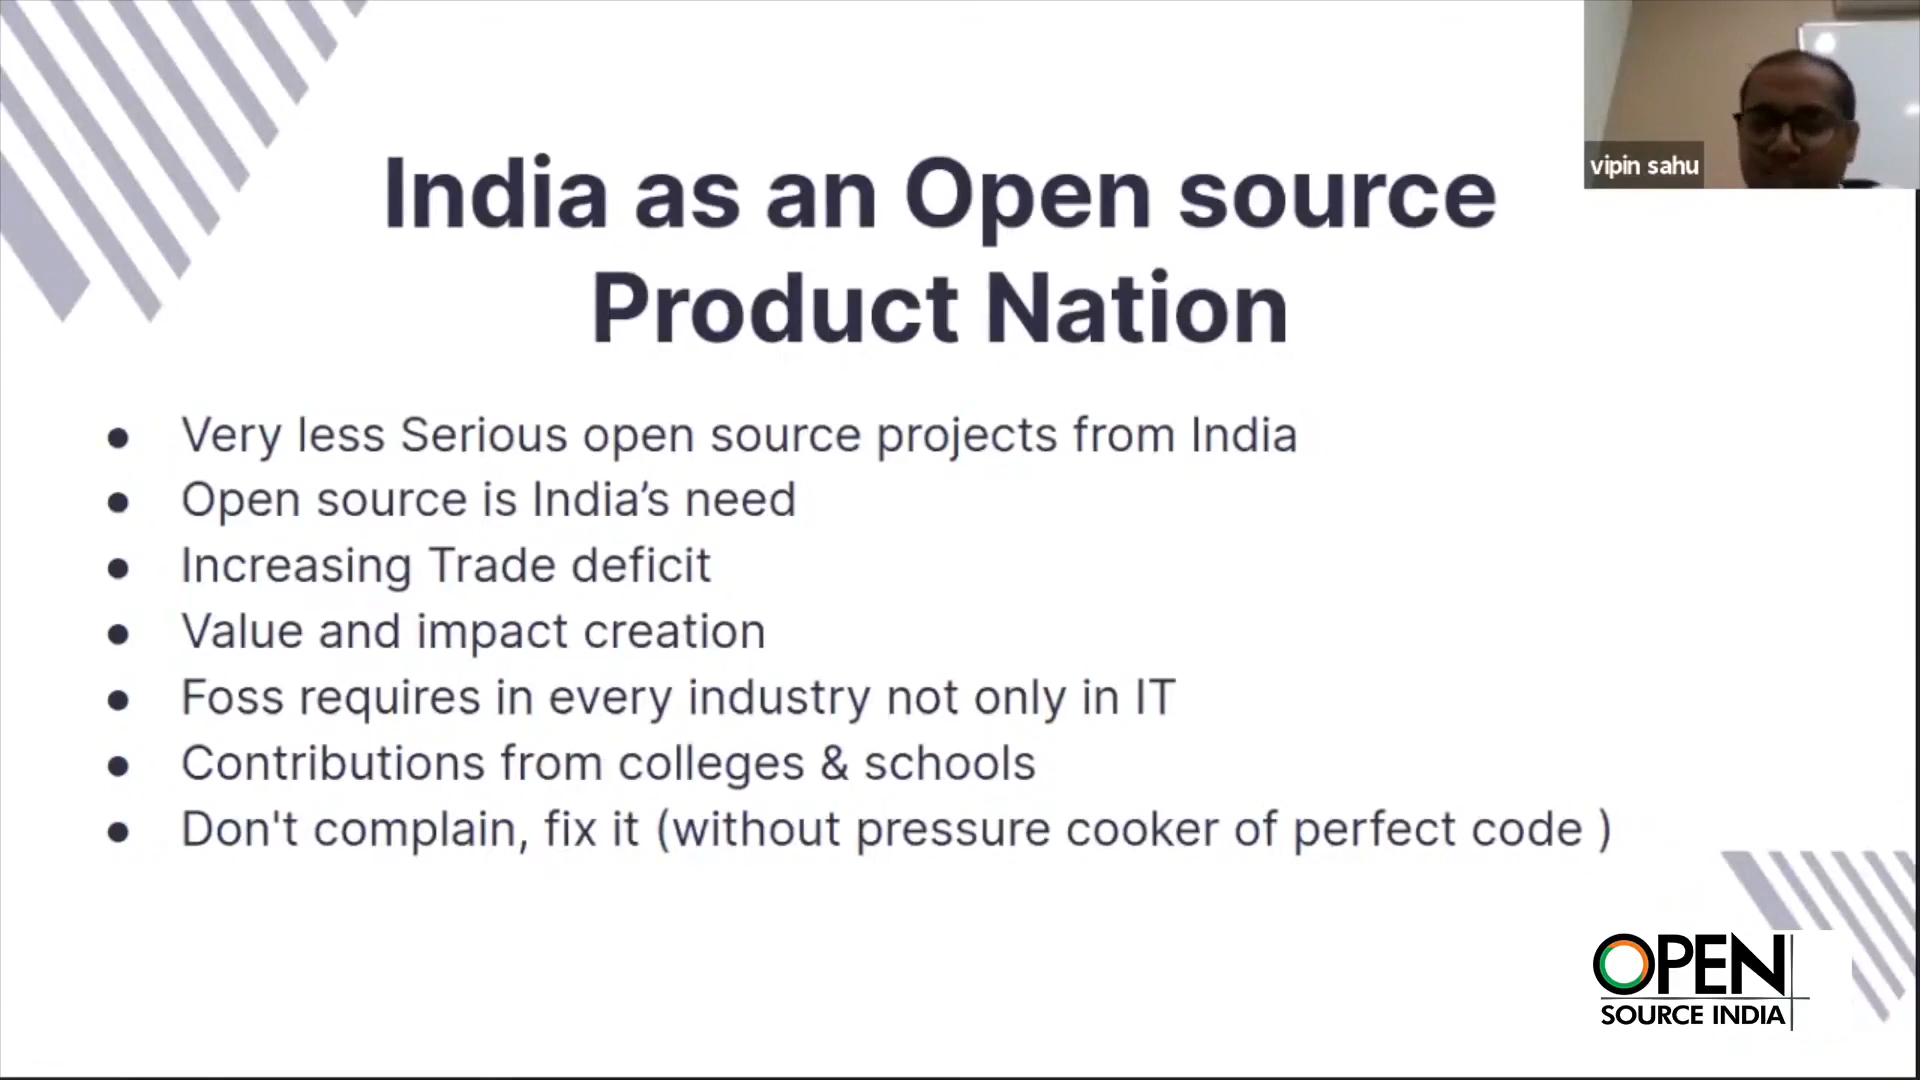 vipin sahu
India as an Open source
Product Nation
● Very less Serious open source projects from India
● Open source is India’s need
● Increasing Trade deficit
● Value and impact creation
● Foss requires in every industry not only in IT
● Contributions from colleges & schools
● Don't complain, fix it (without pressure cooker of perfect code )
OPEN
SOURCE INDIA